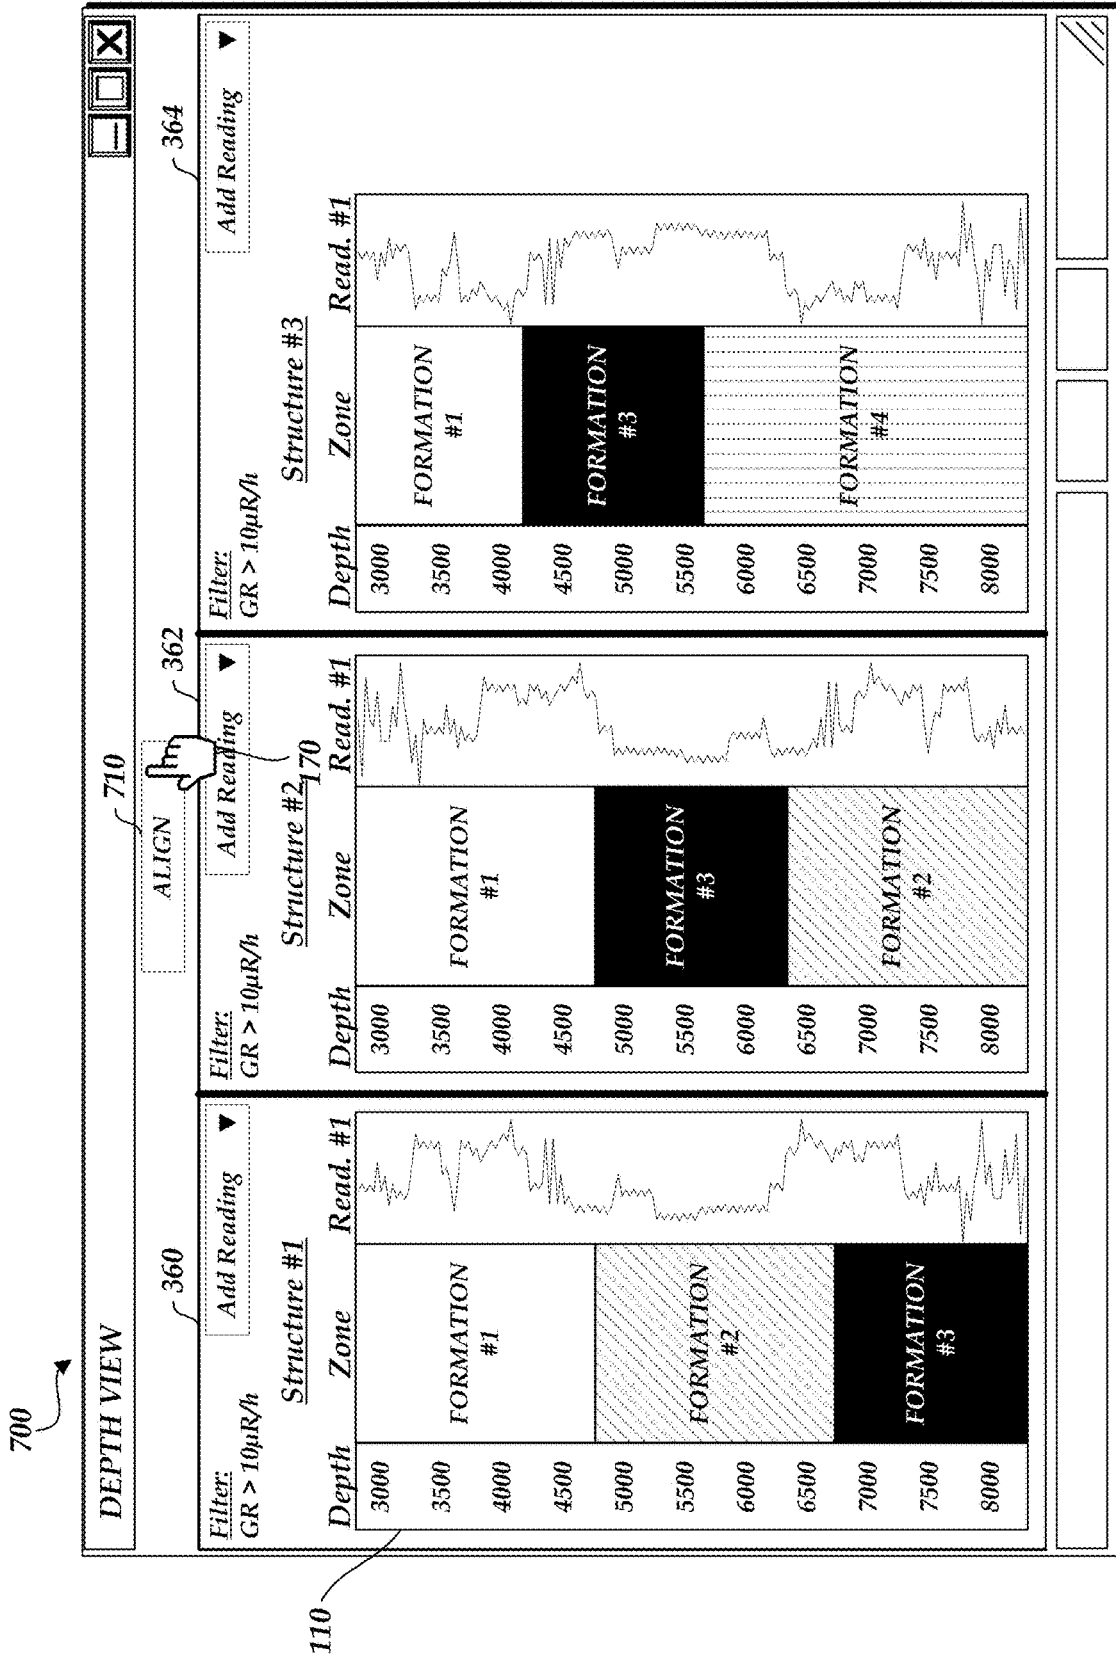 700
DEPTH VIEW
710
ALIGN
360
362
364
170
110
Filter:
GR > 10μR/h
Add Reading ▼
Structure #1
Depth
Zone
Read. #1
3000
3500
4000
4500
5000
5500
6000
6500
7000
7500
8000
FORMATION
#1
FORMATION
#2
FORMATION
#3
Filter:
GR > 10μR/h
Add Reading ▼
Structure #2
Depth
Zone
Read. #1
3000
3500
4000
4500
5000
5500
6000
6500
7000
7500
8000
FORMATION
#1
FORMATION
#3
FORMATION
#2
Filter:
GR > 10μR/h
Add Reading ▼
Structure #3
Depth
Zone
Read. #1
3000
3500
4000
4500
5000
5500
6000
6500
7000
7500
8000
FORMATION
#1
FORMATION
#3
FORMATION
#4